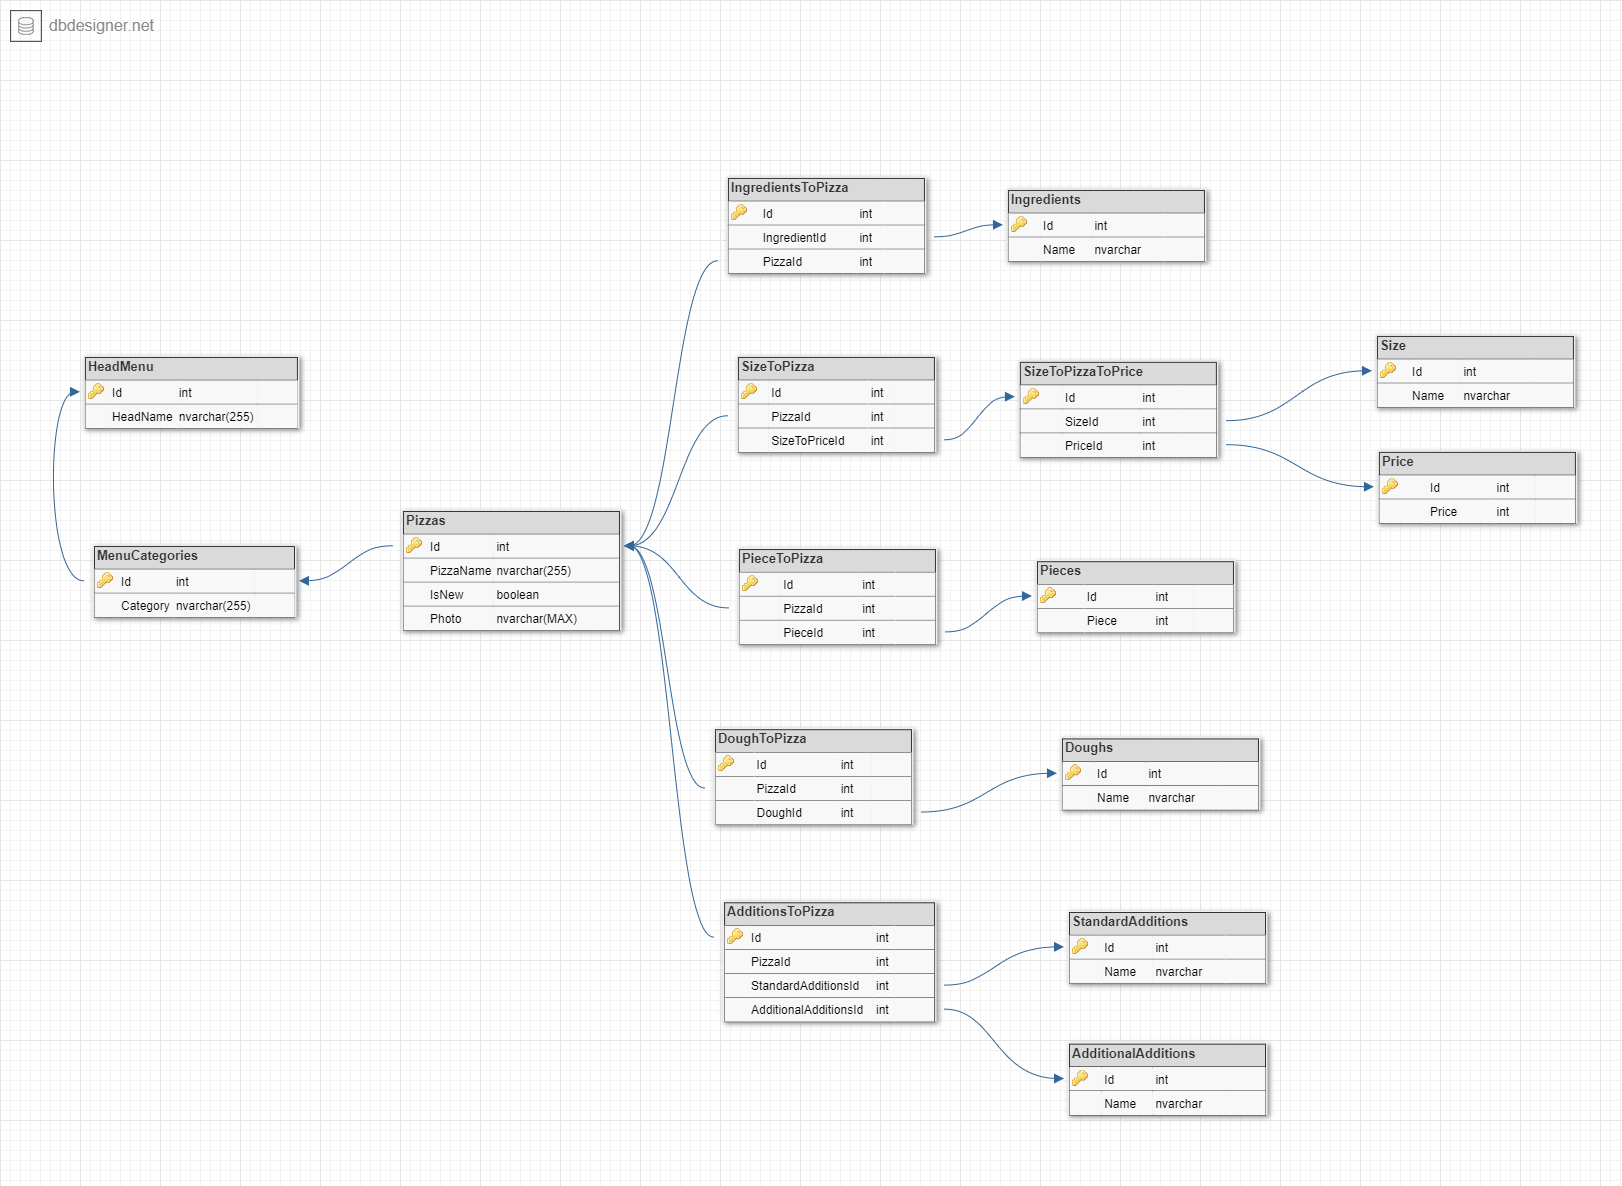 dbdesigner.net
IngredientsToPizza
Id int
IngredientId int
PizzaId int
Ingredients
Id int
Name nvarchar
HeadMenu
Id int
HeadName nvarchar(255)
SizeToPizza
Id int
PizzaId int
SizeToPriceId int
SizeToPizzaToPrice
Id int
SizeId int
PriceId int
Size
Id int
Name nvarchar
Price
Id int
Price int
MenuCategories
Id int
Category nvarchar(255)
Pizzas
Id int
PizzaName nvarchar(255)
IsNew boolean
Photo nvarchar(MAX)
PieceToPizza
Id int
PizzaId int
PieceId int
Pieces
Id int
Piece int
DoughToPizza
Id int
PizzaId int
DoughId int
Doughs
Id int
Name nvarchar
AdditionsToPizza
Id int
PizzaId int
StandardAdditionsId int
AdditionalAdditionsId int
StandardAdditions
Id int
Name nvarchar
AdditionalAdditions
Id int
Name nvarchar